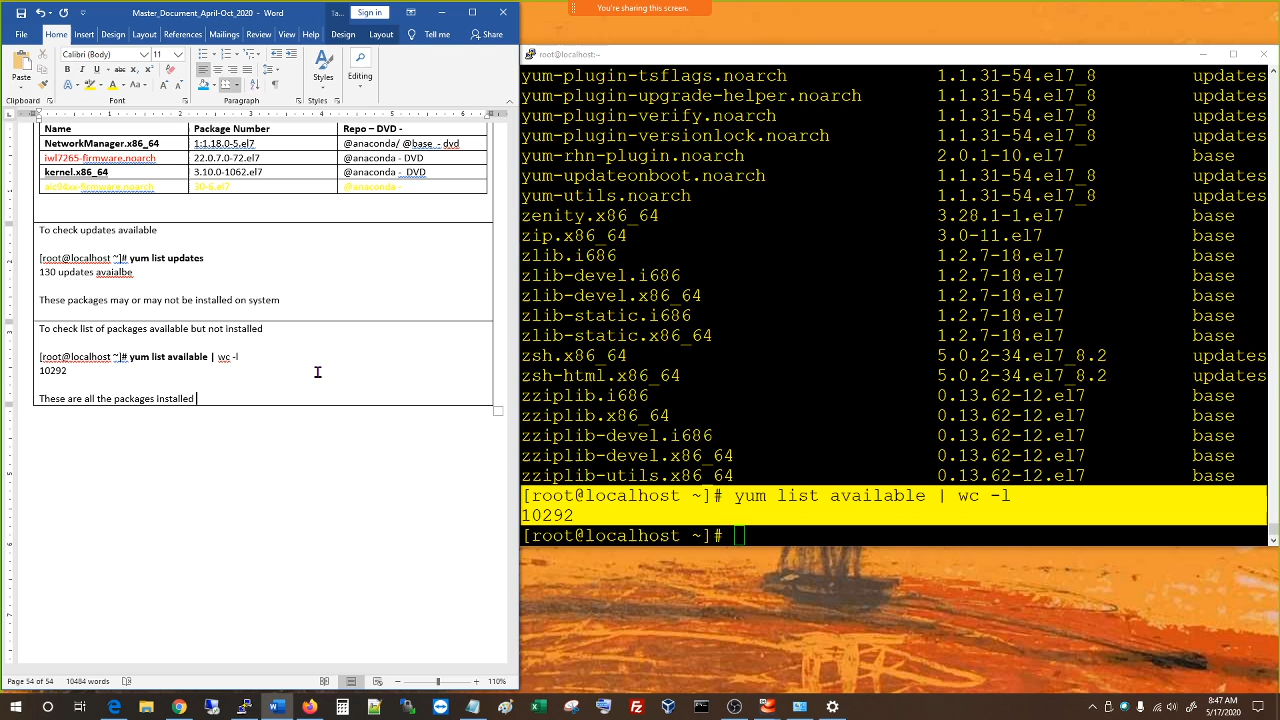 Master_Document_April-Oct_2020
Ta...
Sign in
You're sharing this screen.
File
Home
Insert
Design
Layout
References
Mailings
Review
View
Help
Design
Layout
Tell me
Share
Calibri (Body)
11
Paste
Styles
Editing
Clipboard
Font
Paragraph
Styles
Name Package Number Repo – DVD -
NetworkManager.x86_64 1:1.18.0-5.el7 @anaconda/ @base - dvd
iwl7265-firmware.noarch 22.0.7.0-72.el7 @anaconda - DVD
kernel.x86_64 3.10.0-1062.el7 @anaconda - DVD
aic94xx-firmware.noarch 30-6.el7 @anaconda -
To check updates available
[root@localhost ~]# yum list updates
130 updates avaialbe
These packages may or may not be installed on system
To check list of packages available but not installed
[root@localhost ~]# yum list available | wc -l
10292
These are all the packages installed
Page 54 of 54
10484 words
110%
root@localhost:~
yum-plugin-tsflags.noarch 1.1.31-54.el7_8 updates
yum-plugin-upgrade-helper.noarch 1.1.31-54.el7_8 updates
yum-plugin-verify.noarch 1.1.31-54.el7_8 updates
yum-plugin-versionlock.noarch 1.1.31-54.el7_8 updates
yum-rhn-plugin.noarch 2.0.1-10.el7 base
yum-updateonboot.noarch 1.1.31-54.el7_8 updates
yum-utils.noarch 1.1.31-54.el7_8 updates
zenity.x86_64 3.28.1-1.el7 base
zip.x86_64 3.0-11.el7 base
zlib.i686 1.2.7-18.el7 base
zlib-devel.i686 1.2.7-18.el7 base
zlib-devel.x86_64 1.2.7-18.el7 base
zlib-static.i686 1.2.7-18.el7 base
zlib-static.x86_64 1.2.7-18.el7 base
zsh.x86_64 5.0.2-34.el7_8.2 updates
zsh-html.x86_64 5.0.2-34.el7_8.2 updates
zziplib.i686 0.13.62-12.el7 base
zziplib.x86_64 0.13.62-12.el7 base
zziplib-devel.i686 0.13.62-12.el7 base
zziplib-devel.x86_64 0.13.62-12.el7 base
zziplib-utils.x86_64 0.13.62-12.el7 base
[root@localhost ~]# yum list available | wc -l
10292
[root@localhost ~]#
8:47 AM
5/17/2020